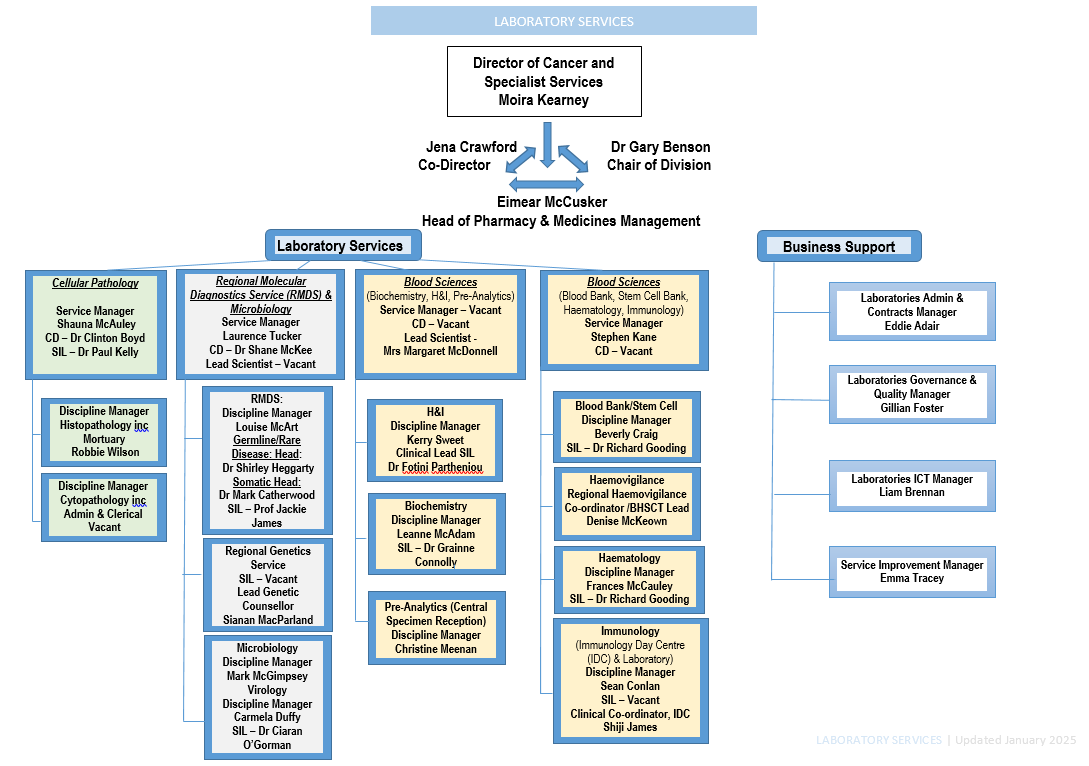 LABORATORY SERVICES
Director of Cancer and
Specialist Services
Moira Kearney
Jena Crawford
Co-Director
Dr Gary Benson
Chair of Division
Eimear McCusker
Head of Pharmacy & Medicines Management
Laboratory Services
Business Support
Cellular Pathology
Service Manager
Shauna McAuley
CD – Dr Clinton Boyd
SIL – Dr Paul Kelly
Discipline Manager
Histopathology inc
Mortuary
Robbie Wilson
Discipline Manager
Cytopathology inc
Admin & Clerical
Vacant
Regional Molecular
Diagnostics Service (RMDS) &
Microbiology
Service Manager
Laurence Tucker
CD – Dr Shane McKee
Lead Scientist – Vacant
RMDS:
Discipline Manager
Louise McArt
Germline/Rare
Disease: Head:
Dr Shirley Heggarty
Somatic Head:
Dr Mark Catherwood
SIL – Prof Jackie
James
Regional Genetics
Service
SIL – Vacant
Lead Genetic
Counsellor
Sianan MacParland
Microbiology
Discipline Manager
Mark McGimpsey
Virology
Discipline Manager
Carmela Duffy
SIL – Dr Ciaran
O'Gorman
Blood Sciences
(Biochemistry, H&I, Pre-Analytics)
Service Manager – Vacant
CD – Vacant
Lead Scientist -
Mrs Margaret McDonnell
H&I
Discipline Manager
Kerry Sweet
Clinical Lead SIL
Dr Fotini Partheniou
Biochemistry
Discipline Manager
Leanne McAdam
SIL – Dr Grainne
Connolly
Pre-Analytics (Central
Specimen Reception)
Discipline Manager
Christine Meenan
Blood Sciences
(Blood Bank, Stem Cell Bank,
Haematology, Immunology)
Service Manager
Stephen Kane
CD – Vacant
Blood Bank/Stem Cell
Discipline Manager
Beverly Craig
SIL – Dr Richard Gooding
Haemovigilance
Regional Haemovigilance
Co-ordinator /BHSCT Lead
Denise McKeown
Haematology
Discipline Manager
Frances McCauley
SIL – Dr Richard Gooding
Immunology
(Immunology Day Centre
(IDC) & Laboratory)
Discipline Manager
Sean Conlan
SIL – Vacant
Clinical Co-ordinator, IDC
Shiji James
Laboratories Admin &
Contracts Manager
Eddie Adair
Laboratories Governance &
Quality Manager
Gillian Foster
Laboratories ICT Manager
Liam Brennan
Service Improvement Manager
Emma Tracey
LABORATORY SERVICES | Updated January 2025